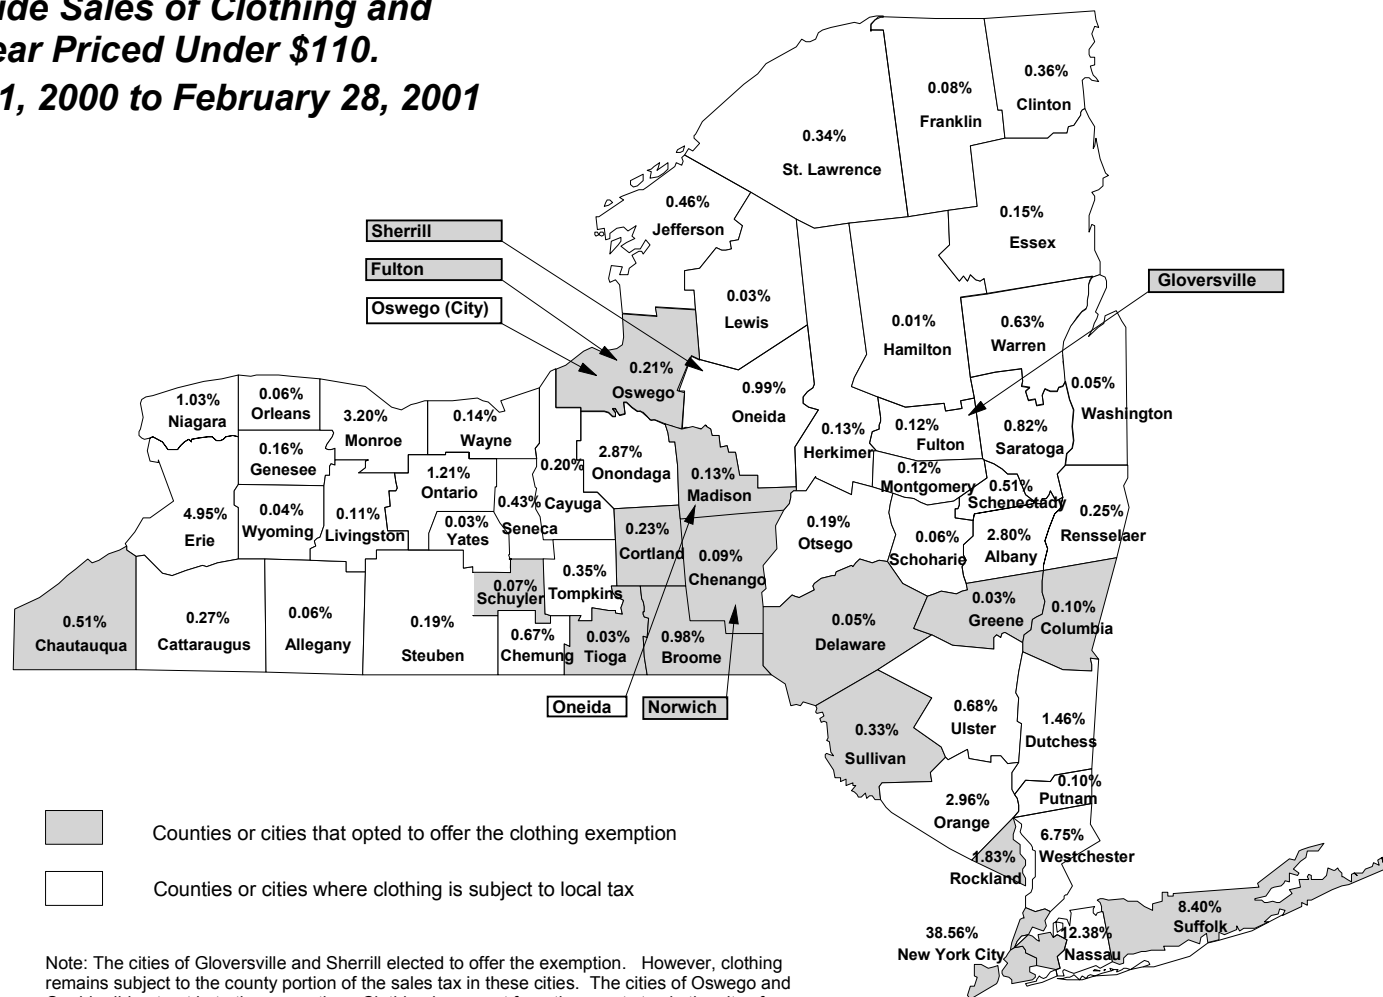 ide Sales of Clothing and
ear Priced Under $110.
1, 2000 to February 28, 2001
0.36%
Clinton
0.08%
Franklin
0.34%
St. Lawrence
0.15%
Essex
0.46%
Jefferson
Sherrill
Fulton
Oswego (City)
Gloversville
0.03%
Lewis
0.01%
Hamilton
0.63%
Warren
0.21%
Oswego
0.99%
Oneida
0.05%
Washington
1.03%
Niagara
0.06%
Orleans
3.20%
Monroe
0.14%
Wayne
0.13%
Herkimer
0.12%
Fulton
0.82%
Saratoga
0.16%
Genesee
1.21%
Ontario
0.20%
Cayuga
2.87%
Onondaga
0.13%
Madison
0.12%
Montgomery
0.51%
Schenectady
4.95%
Erie
0.04%
Wyoming
0.11%
Livingston
0.03%
Yates
0.43%
Seneca
0.23%
Cortland
0.09%
Chenango
0.19%
Otsego
0.06%
Schoharie
2.80%
Albany
0.25%
Rensselaer
0.51%
Chautauqua
0.27%
Cattaraugus
0.06%
Allegany
0.19%
Steuben
0.07%
Schuyler
0.35%
Tompkins
0.67%
Chemung
0.03%
Tioga
0.98%
Broome
0.05%
Delaware
0.03%
Greene
0.10%
Columbia
Oneida
Norwich
0.33%
Sullivan
0.68%
Ulster
1.46%
Dutchess
0.10%
Putnam
2.96%
Orange
6.75%
Westchester
1.83%
Rockland
8.40%
Suffolk
38.56%
New York City
12.38%
Nassau
Counties or cities that opted to offer the clothing exemption
Counties or cities where clothing is subject to local tax
Note: The cities of Gloversville and Sherrill elected to offer the exemption. However, clothing
remains subject to the county portion of the sales tax in these cities. The cities of Oswego and